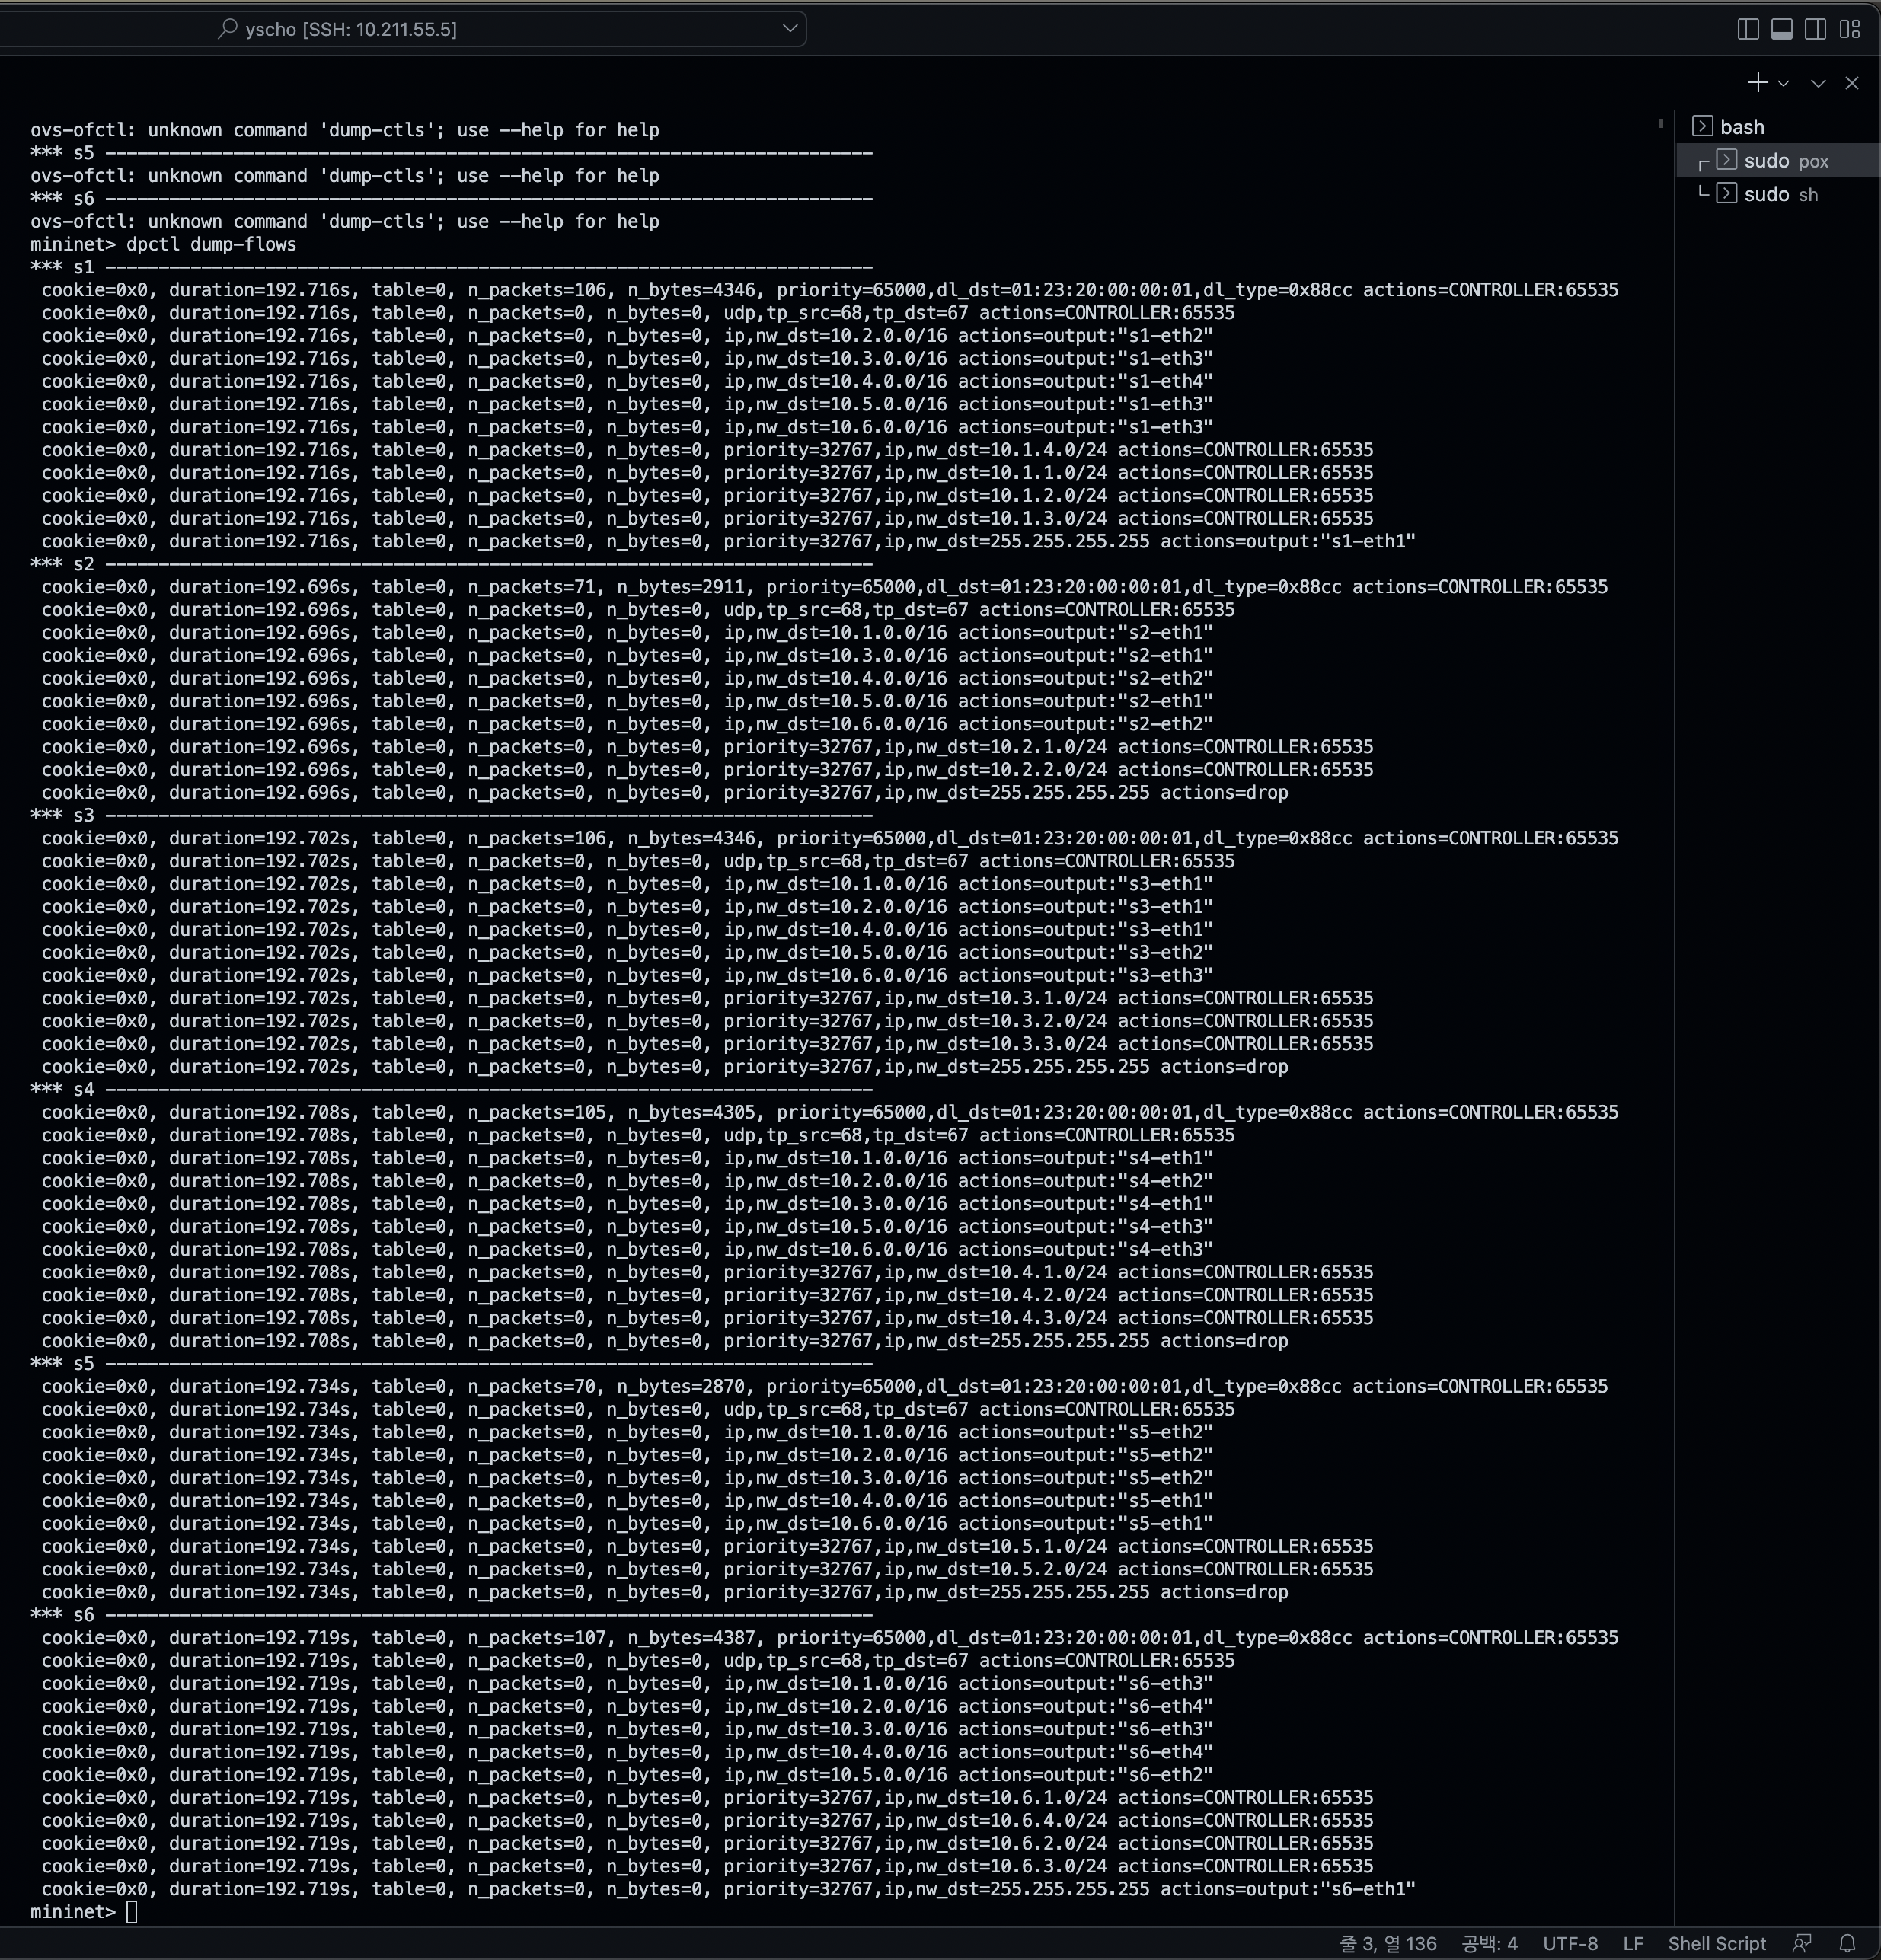 yscho [SSH: 10.211.55.5]
ovs-ofctl: unknown command 'dump-ctls'; use --help for help
*** s5 ------------------------------------------------------------------------
ovs-ofctl: unknown command 'dump-ctls'; use --help for help
*** s6 ------------------------------------------------------------------------
ovs-ofctl: unknown command 'dump-ctls'; use --help for help
mininet> dpctl dump-flows
*** s1 ------------------------------------------------------------------------
 cookie=0x0, duration=192.716s, table=0, n_packets=106, n_bytes=4346, priority=65000,dl_dst=01:23:20:00:00:01,dl_type=0x88cc actions=CONTROLLER:65535
 cookie=0x0, duration=192.716s, table=0, n_packets=0, n_bytes=0, udp,tp_src=68,tp_dst=67 actions=CONTROLLER:65535
 cookie=0x0, duration=192.716s, table=0, n_packets=0, n_bytes=0, ip,nw_dst=10.2.0.0/16 actions=output:"s1-eth2"
 cookie=0x0, duration=192.716s, table=0, n_packets=0, n_bytes=0, ip,nw_dst=10.3.0.0/16 actions=output:"s1-eth3"
 cookie=0x0, duration=192.716s, table=0, n_packets=0, n_bytes=0, ip,nw_dst=10.4.0.0/16 actions=output:"s1-eth4"
 cookie=0x0, duration=192.716s, table=0, n_packets=0, n_bytes=0, ip,nw_dst=10.5.0.0/16 actions=output:"s1-eth3"
 cookie=0x0, duration=192.716s, table=0, n_packets=0, n_bytes=0, ip,nw_dst=10.6.0.0/16 actions=output:"s1-eth3"
 cookie=0x0, duration=192.716s, table=0, n_packets=0, n_bytes=0, priority=32767,ip,nw_dst=10.1.4.0/24 actions=CONTROLLER:65535
 cookie=0x0, duration=192.716s, table=0, n_packets=0, n_bytes=0, priority=32767,ip,nw_dst=10.1.1.0/24 actions=CONTROLLER:65535
 cookie=0x0, duration=192.716s, table=0, n_packets=0, n_bytes=0, priority=32767,ip,nw_dst=10.1.2.0/24 actions=CONTROLLER:65535
 cookie=0x0, duration=192.716s, table=0, n_packets=0, n_bytes=0, priority=32767,ip,nw_dst=10.1.3.0/24 actions=CONTROLLER:65535
 cookie=0x0, duration=192.716s, table=0, n_packets=0, n_bytes=0, priority=32767,ip,nw_dst=255.255.255.255 actions=output:"s1-eth1"
*** s2 ------------------------------------------------------------------------
 cookie=0x0, duration=192.696s, table=0, n_packets=71, n_bytes=2911, priority=65000,dl_dst=01:23:20:00:00:01,dl_type=0x88cc actions=CONTROLLER:65535
 cookie=0x0, duration=192.696s, table=0, n_packets=0, n_bytes=0, udp,tp_src=68,tp_dst=67 actions=CONTROLLER:65535
 cookie=0x0, duration=192.696s, table=0, n_packets=0, n_bytes=0, ip,nw_dst=10.1.0.0/16 actions=output:"s2-eth1"
 cookie=0x0, duration=192.696s, table=0, n_packets=0, n_bytes=0, ip,nw_dst=10.3.0.0/16 actions=output:"s2-eth1"
 cookie=0x0, duration=192.696s, table=0, n_packets=0, n_bytes=0, ip,nw_dst=10.4.0.0/16 actions=output:"s2-eth2"
 cookie=0x0, duration=192.696s, table=0, n_packets=0, n_bytes=0, ip,nw_dst=10.5.0.0/16 actions=output:"s2-eth1"
 cookie=0x0, duration=192.696s, table=0, n_packets=0, n_bytes=0, ip,nw_dst=10.6.0.0/16 actions=output:"s2-eth2"
 cookie=0x0, duration=192.696s, table=0, n_packets=0, n_bytes=0, priority=32767,ip,nw_dst=10.2.1.0/24 actions=CONTROLLER:65535
 cookie=0x0, duration=192.696s, table=0, n_packets=0, n_bytes=0, priority=32767,ip,nw_dst=10.2.2.0/24 actions=CONTROLLER:65535
 cookie=0x0, duration=192.696s, table=0, n_packets=0, n_bytes=0, priority=32767,ip,nw_dst=255.255.255.255 actions=drop
*** s3 ------------------------------------------------------------------------
 cookie=0x0, duration=192.702s, table=0, n_packets=106, n_bytes=4346, priority=65000,dl_dst=01:23:20:00:00:01,dl_type=0x88cc actions=CONTROLLER:65535
 cookie=0x0, duration=192.702s, table=0, n_packets=0, n_bytes=0, udp,tp_src=68,tp_dst=67 actions=CONTROLLER:65535
 cookie=0x0, duration=192.702s, table=0, n_packets=0, n_bytes=0, ip,nw_dst=10.1.0.0/16 actions=output:"s3-eth1"
 cookie=0x0, duration=192.702s, table=0, n_packets=0, n_bytes=0, ip,nw_dst=10.2.0.0/16 actions=output:"s3-eth1"
 cookie=0x0, duration=192.702s, table=0, n_packets=0, n_bytes=0, ip,nw_dst=10.4.0.0/16 actions=output:"s3-eth1"
 cookie=0x0, duration=192.702s, table=0, n_packets=0, n_bytes=0, ip,nw_dst=10.5.0.0/16 actions=output:"s3-eth2"
 cookie=0x0, duration=192.702s, table=0, n_packets=0, n_bytes=0, ip,nw_dst=10.6.0.0/16 actions=output:"s3-eth3"
 cookie=0x0, duration=192.702s, table=0, n_packets=0, n_bytes=0, priority=32767,ip,nw_dst=10.3.1.0/24 actions=CONTROLLER:65535
 cookie=0x0, duration=192.702s, table=0, n_packets=0, n_bytes=0, priority=32767,ip,nw_dst=10.3.2.0/24 actions=CONTROLLER:65535
 cookie=0x0, duration=192.702s, table=0, n_packets=0, n_bytes=0, priority=32767,ip,nw_dst=10.3.3.0/24 actions=CONTROLLER:65535
 cookie=0x0, duration=192.702s, table=0, n_packets=0, n_bytes=0, priority=32767,ip,nw_dst=255.255.255.255 actions=drop
*** s4 ------------------------------------------------------------------------
 cookie=0x0, duration=192.708s, table=0, n_packets=105, n_bytes=4305, priority=65000,dl_dst=01:23:20:00:00:01,dl_type=0x88cc actions=CONTROLLER:65535
 cookie=0x0, duration=192.708s, table=0, n_packets=0, n_bytes=0, udp,tp_src=68,tp_dst=67 actions=CONTROLLER:65535
 cookie=0x0, duration=192.708s, table=0, n_packets=0, n_bytes=0, ip,nw_dst=10.1.0.0/16 actions=output:"s4-eth1"
 cookie=0x0, duration=192.708s, table=0, n_packets=0, n_bytes=0, ip,nw_dst=10.2.0.0/16 actions=output:"s4-eth2"
 cookie=0x0, duration=192.708s, table=0, n_packets=0, n_bytes=0, ip,nw_dst=10.3.0.0/16 actions=output:"s4-eth1"
 cookie=0x0, duration=192.708s, table=0, n_packets=0, n_bytes=0, ip,nw_dst=10.5.0.0/16 actions=output:"s4-eth3"
 cookie=0x0, duration=192.708s, table=0, n_packets=0, n_bytes=0, ip,nw_dst=10.6.0.0/16 actions=output:"s4-eth3"
 cookie=0x0, duration=192.708s, table=0, n_packets=0, n_bytes=0, priority=32767,ip,nw_dst=10.4.1.0/24 actions=CONTROLLER:65535
 cookie=0x0, duration=192.708s, table=0, n_packets=0, n_bytes=0, priority=32767,ip,nw_dst=10.4.2.0/24 actions=CONTROLLER:65535
 cookie=0x0, duration=192.708s, table=0, n_packets=0, n_bytes=0, priority=32767,ip,nw_dst=10.4.3.0/24 actions=CONTROLLER:65535
 cookie=0x0, duration=192.708s, table=0, n_packets=0, n_bytes=0, priority=32767,ip,nw_dst=255.255.255.255 actions=drop
*** s5 ------------------------------------------------------------------------
 cookie=0x0, duration=192.734s, table=0, n_packets=70, n_bytes=2870, priority=65000,dl_dst=01:23:20:00:00:01,dl_type=0x88cc actions=CONTROLLER:65535
 cookie=0x0, duration=192.734s, table=0, n_packets=0, n_bytes=0, udp,tp_src=68,tp_dst=67 actions=CONTROLLER:65535
 cookie=0x0, duration=192.734s, table=0, n_packets=0, n_bytes=0, ip,nw_dst=10.1.0.0/16 actions=output:"s5-eth2"
 cookie=0x0, duration=192.734s, table=0, n_packets=0, n_bytes=0, ip,nw_dst=10.2.0.0/16 actions=output:"s5-eth2"
 cookie=0x0, duration=192.734s, table=0, n_packets=0, n_bytes=0, ip,nw_dst=10.3.0.0/16 actions=output:"s5-eth2"
 cookie=0x0, duration=192.734s, table=0, n_packets=0, n_bytes=0, ip,nw_dst=10.4.0.0/16 actions=output:"s5-eth1"
 cookie=0x0, duration=192.734s, table=0, n_packets=0, n_bytes=0, ip,nw_dst=10.6.0.0/16 actions=output:"s5-eth1"
 cookie=0x0, duration=192.734s, table=0, n_packets=0, n_bytes=0, priority=32767,ip,nw_dst=10.5.1.0/24 actions=CONTROLLER:65535
 cookie=0x0, duration=192.734s, table=0, n_packets=0, n_bytes=0, priority=32767,ip,nw_dst=10.5.2.0/24 actions=CONTROLLER:65535
 cookie=0x0, duration=192.734s, table=0, n_packets=0, n_bytes=0, priority=32767,ip,nw_dst=255.255.255.255 actions=drop
*** s6 ------------------------------------------------------------------------
 cookie=0x0, duration=192.719s, table=0, n_packets=107, n_bytes=4387, priority=65000,dl_dst=01:23:20:00:00:01,dl_type=0x88cc actions=CONTROLLER:65535
 cookie=0x0, duration=192.719s, table=0, n_packets=0, n_bytes=0, udp,tp_src=68,tp_dst=67 actions=CONTROLLER:65535
 cookie=0x0, duration=192.719s, table=0, n_packets=0, n_bytes=0, ip,nw_dst=10.1.0.0/16 actions=output:"s6-eth3"
 cookie=0x0, duration=192.719s, table=0, n_packets=0, n_bytes=0, ip,nw_dst=10.2.0.0/16 actions=output:"s6-eth4"
 cookie=0x0, duration=192.719s, table=0, n_packets=0, n_bytes=0, ip,nw_dst=10.3.0.0/16 actions=output:"s6-eth3"
 cookie=0x0, duration=192.719s, table=0, n_packets=0, n_bytes=0, ip,nw_dst=10.4.0.0/16 actions=output:"s6-eth4"
 cookie=0x0, duration=192.719s, table=0, n_packets=0, n_bytes=0, ip,nw_dst=10.5.0.0/16 actions=output:"s6-eth2"
 cookie=0x0, duration=192.719s, table=0, n_packets=0, n_bytes=0, priority=32767,ip,nw_dst=10.6.1.0/24 actions=CONTROLLER:65535
 cookie=0x0, duration=192.719s, table=0, n_packets=0, n_bytes=0, priority=32767,ip,nw_dst=10.6.4.0/24 actions=CONTROLLER:65535
 cookie=0x0, duration=192.719s, table=0, n_packets=0, n_bytes=0, priority=32767,ip,nw_dst=10.6.2.0/24 actions=CONTROLLER:65535
 cookie=0x0, duration=192.719s, table=0, n_packets=0, n_bytes=0, priority=32767,ip,nw_dst=10.6.3.0/24 actions=CONTROLLER:65535
 cookie=0x0, duration=192.719s, table=0, n_packets=0, n_bytes=0, priority=32767,ip,nw_dst=255.255.255.255 actions=output:"s6-eth1"
mininet>
bash
sudo pox
sudo sh
줄 3, 열 136 공백: 4 UTF-8 LF Shell Script